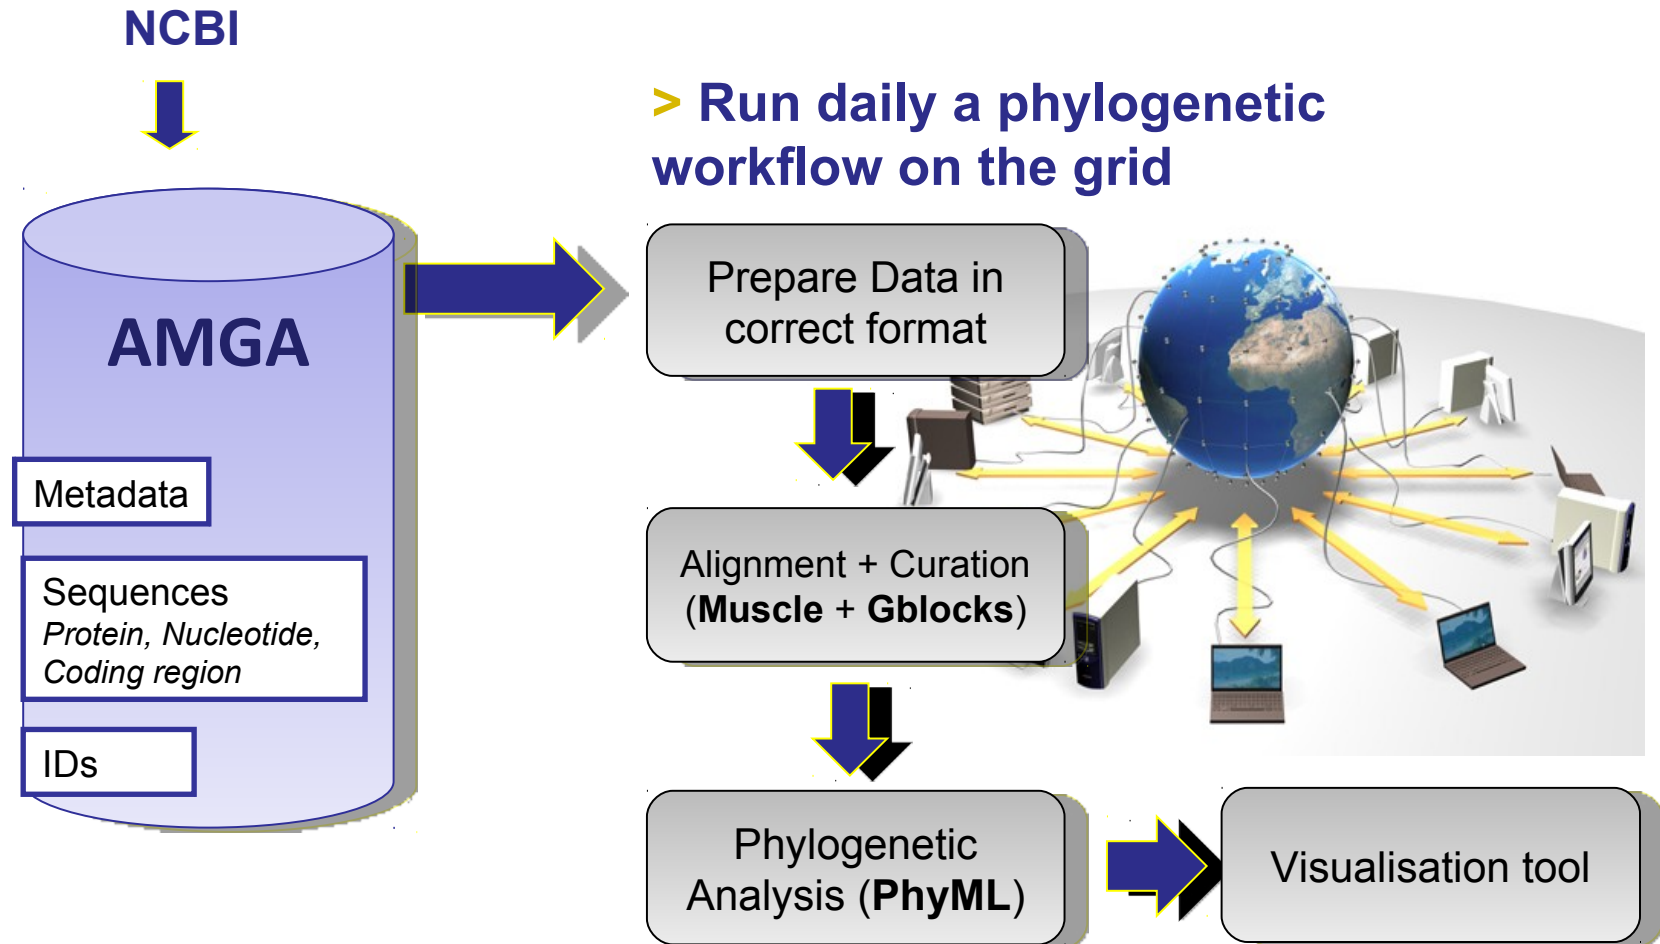 NCBI
> Run daily a phylogenetic
workflow on the grid
AMGA
Metadata
Sequences
Protein, Nucleotide,
Coding region
IDs
Prepare Data in
correct format
Alignment + Curation
(Muscle + Gblocks)
Phylogenetic
Analysis (PhyML)
Visualisation tool